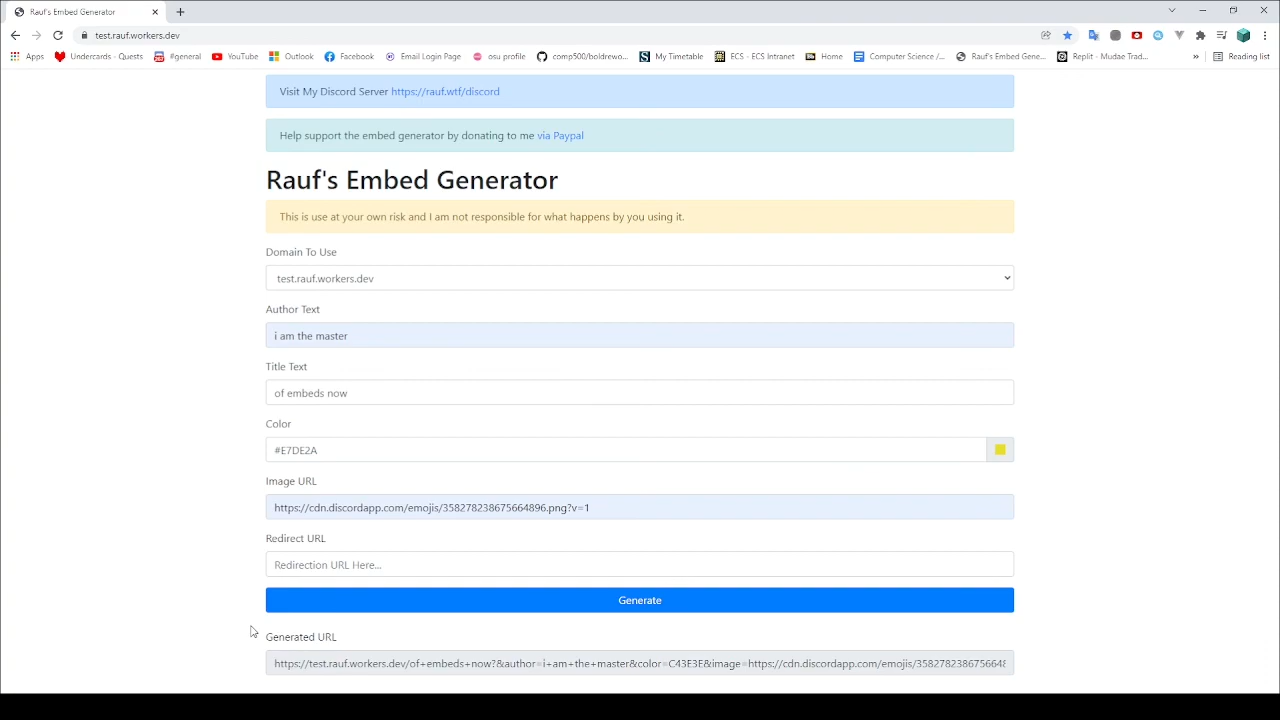 Rauf's Embed Generator
test.rauf.workers.dev
Apps
Undercards - Quests
#general
YouTube
Outlook
Facebook
Email Login Page
osu profile
comp500/boldrewo...
My Timetable
ECS - ECS Intranet
Home
Computer Science /...
Rauf's Embed Gene...
Replit - Mudae Trad...
»
Reading list
Visit My Discord Server https://rauf.wtf/discord
Help support the embed generator by donating to me via Paypal
Rauf's Embed Generator
This is use at your own risk and I am not responsible for what happens by you using it.
Domain To Use
test.rauf.workers.dev
Author Text
i am the master
Title Text
of embeds now
Color
#E7DE2A
Image URL
https://cdn.discordapp.com/emojis/358278238675664896.png?v=1
Redirect URL
Redirection URL Here...
Generate
Generated URL
https://test.rauf.workers.dev/of+embeds+now?&author=i+am+the+master&color=C43E3E&image=https://cdn.discordapp.com/emojis/3582782386756648